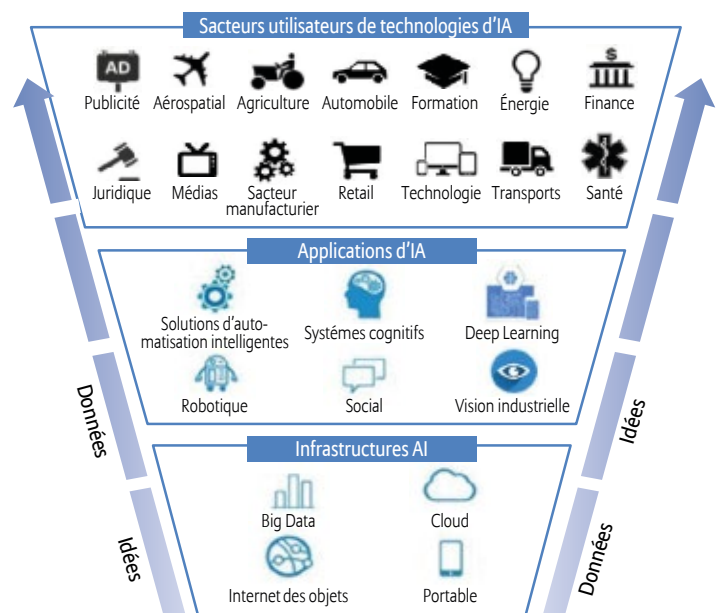 Sacteurs utilisateurs de technologies d'IA
AD
$
Publicité Aérospatial Agriculture Automobile Formation Énergie Finance
Juridique Médias Sacteur manufacturier Retail Technologie Transports Santé
Applications d'IA
Solutions d'auto-
matisation intelligentes
Systémes cognitifs
Deep Learning
Robotique
Social
Vision industrielle
Données
Idées
Infrastructures AI
Big Data
Cloud
Idées
Données
Internet des objets
Portable